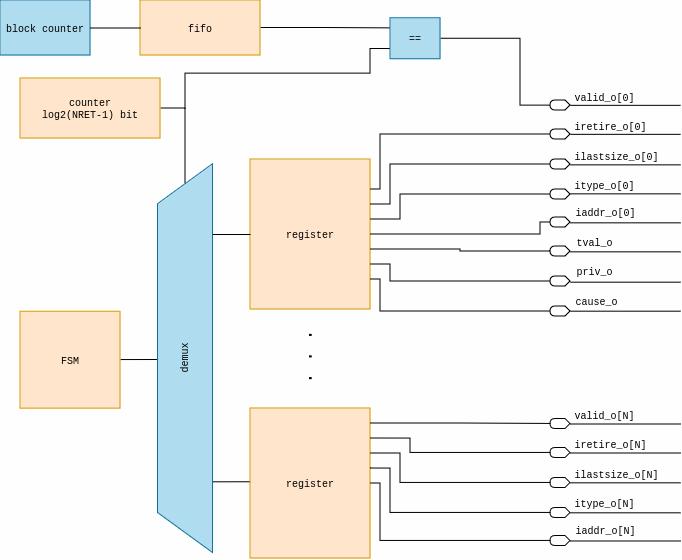 block counter
fifo
==
counter
log2(NRET-1) bit
valid_o[0]
iretire_o[0]
ilastsize_o[0]
itype_o[0]
iaddr_o[0]
register
tval_o
priv_o
cause_o
FSM
demux
valid_o[N]
iretire_o[N]
ilastsize_o[N]
register
itype_o[N]
iaddr_o[N]